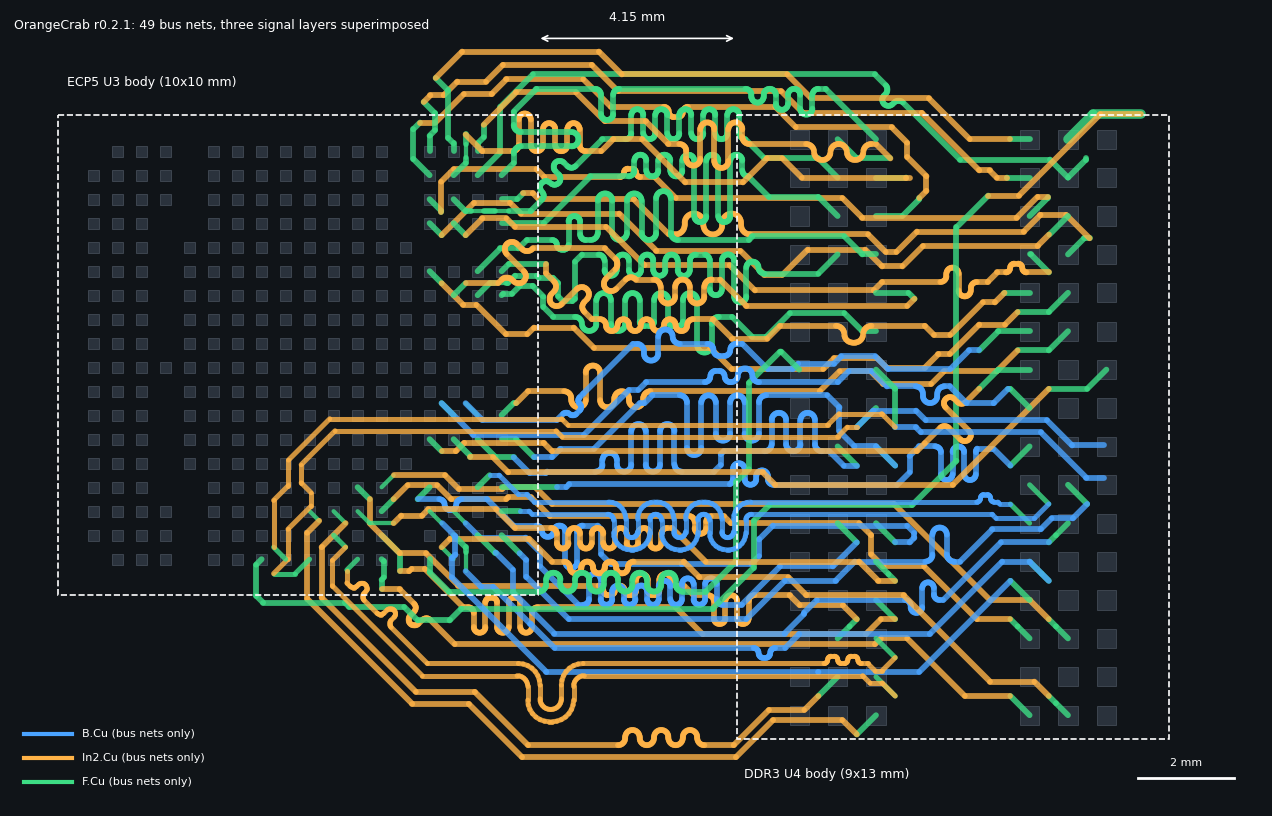 OrangeCrab r0.2.1: 49 bus nets, three signal layers superimposed
4.15 mm
ECP5 U3 body (10x10 mm)
B.Cu (bus nets only)
In2.Cu (bus nets only)
F.Cu (bus nets only)
DDR3 U4 body (9x13 mm)
2 mm